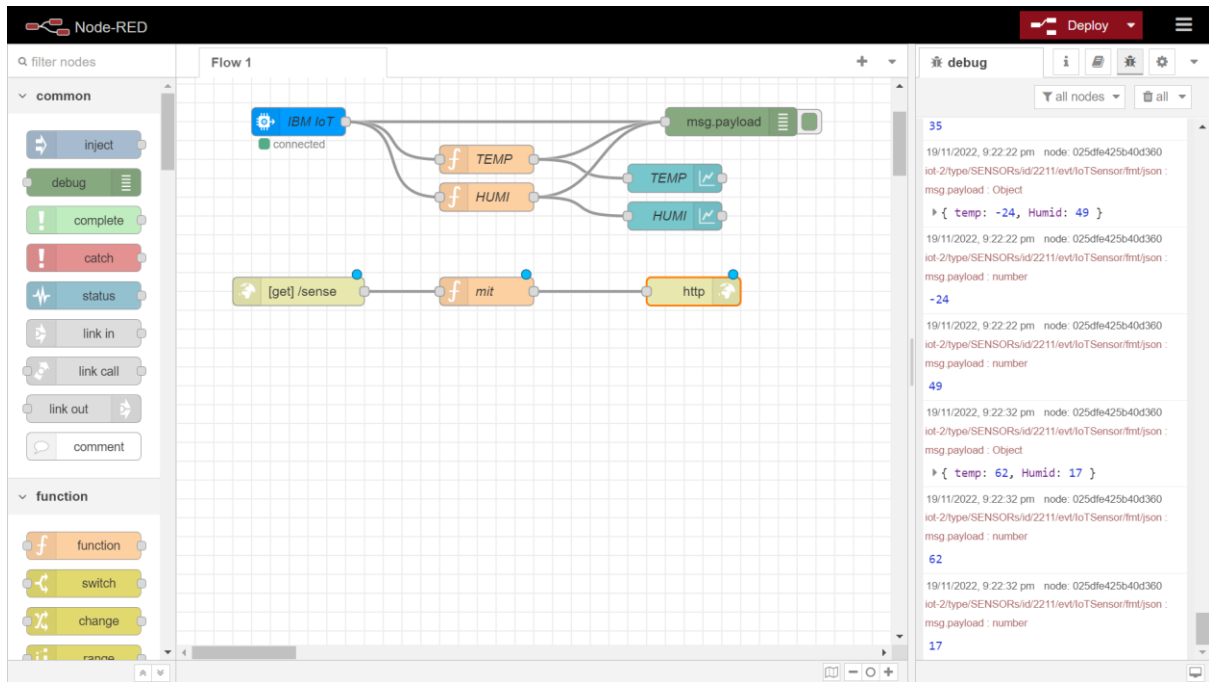 Node-RED
Deploy
filter nodes
common
inject
debug
complete
catch
status
link in
link call
link out
comment
function
function
switch
change
range
Flow 1
IBM IoT
connected
TEMP
HUMI
msg.payload
TEMP
HUMI
[get] /sense
mit
http
debug
all nodes
all
35
19/11/2022, 9:22:22 pm node: 025dfe425b40d360
iot-2/type/SENSORs/id/2211/evt/IoTSensor/fmt/json :
msg.payload : Object
{ temp: -24, Humid: 49 }
19/11/2022, 9:22:22 pm node: 025dfe425b40d360
iot-2/type/SENSORs/id/2211/evt/IoTSensor/fmt/json :
msg.payload : number
-24
19/11/2022, 9:22:22 pm node: 025dfe425b40d360
iot-2/type/SENSORs/id/2211/evt/IoTSensor/fmt/json :
msg.payload : number
49
19/11/2022, 9:22:32 pm node: 025dfe425b40d360
iot-2/type/SENSORs/id/2211/evt/IoTSensor/fmt/json :
msg.payload : Object
{ temp: 62, Humid: 17 }
19/11/2022, 9:22:32 pm node: 025dfe425b40d360
iot-2/type/SENSORs/id/2211/evt/IoTSensor/fmt/json :
msg.payload : number
62
19/11/2022, 9:22:32 pm node: 025dfe425b40d360
iot-2/type/SENSORs/id/2211/evt/IoTSensor/fmt/json :
msg.payload : number
17